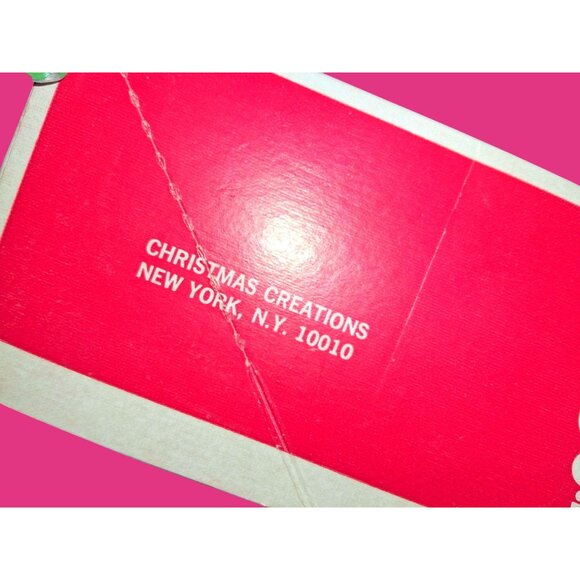 CHRISTMAS CREATIONS
NEW YORK, N.Y. 10010